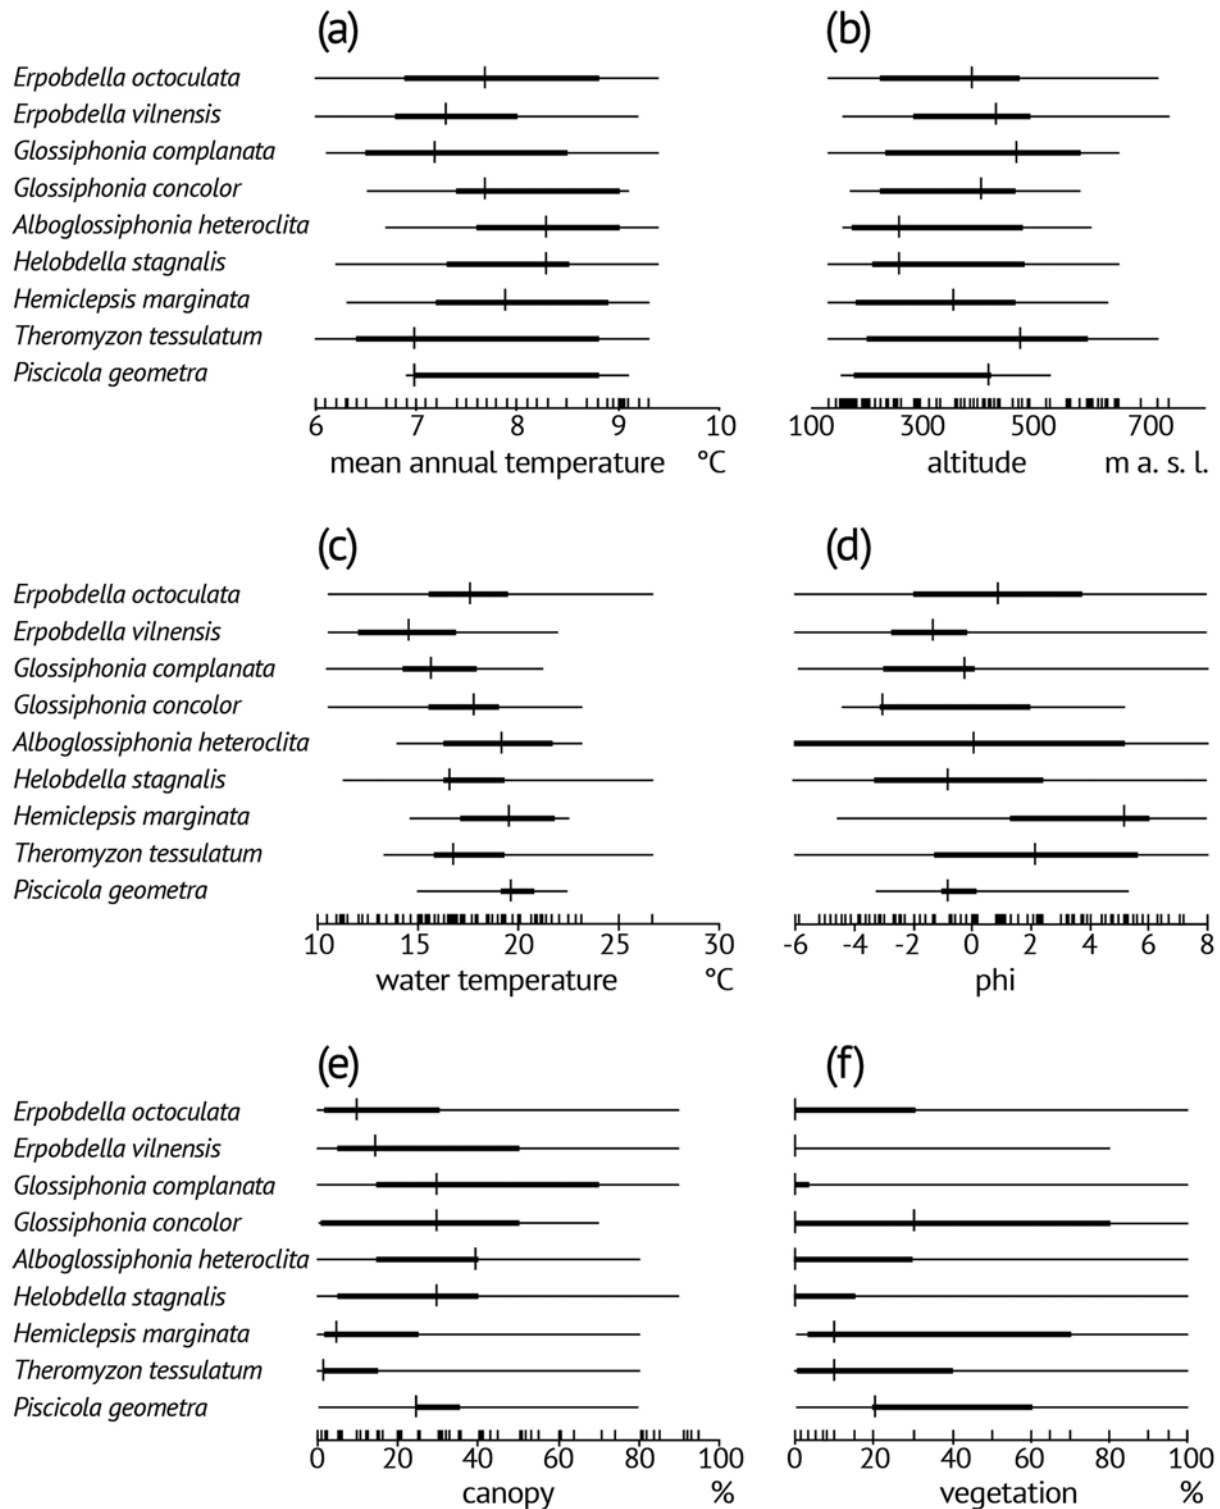 (a) (b)
Erpobdella octoculata
Erpobdella vilnensis
Glossiphonia complanata
Glossiphonia concolor
Alboglossiphonia heteroclita
Helobdella stagnalis
Hemiclepsis marginata
Theromyzon tessulatum
Piscicola geometra
6 7 8 9 10 100 300 500 700
mean annual temperature °C altitude m a. s. l.
(c) (d)
Erpobdella octoculata
Erpobdella vilnensis
Glossiphonia complanata
Glossiphonia concolor
Alboglossiphonia heteroclita
Helobdella stagnalis
Hemiclepsis marginata
Theromyzon tessulatum
Piscicola geometra
10 15 20 25 30 -6 -4 -2 0 2 4 6 8
water temperature °C phi
(e) (f)
Erpobdella octoculata
Erpobdella vilnensis
Glossiphonia complanata
Glossiphonia concolor
Alboglossiphonia heteroclita
Helobdella stagnalis
Hemiclepsis marginata
Theromyzon tessulatum
Piscicola geometra
0 20 40 60 80 100 0 20 40 60 80 100
canopy % vegetation %